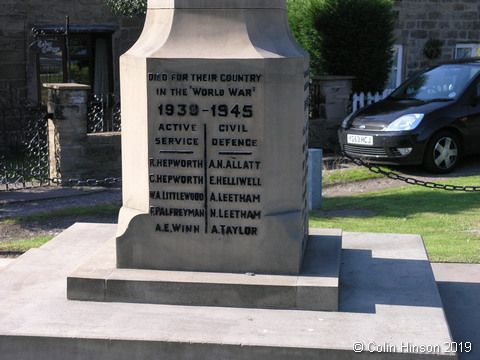 DIED FOR THEIR COUNTRY
IN THE 'WORLD WAR'
1939-1945
ACTIVE SERVICE
CIVIL DEFENCE
R.HEPWORTH A.N.ALLATT
C.HEPWORTH E.HELLIWELL
W.A.LITTLEWOOD A.LEETHAM
F.PALFREYMAN N.LEETHAM
A.E.WINN A.TAYLOR
©Colin Hinson 2019